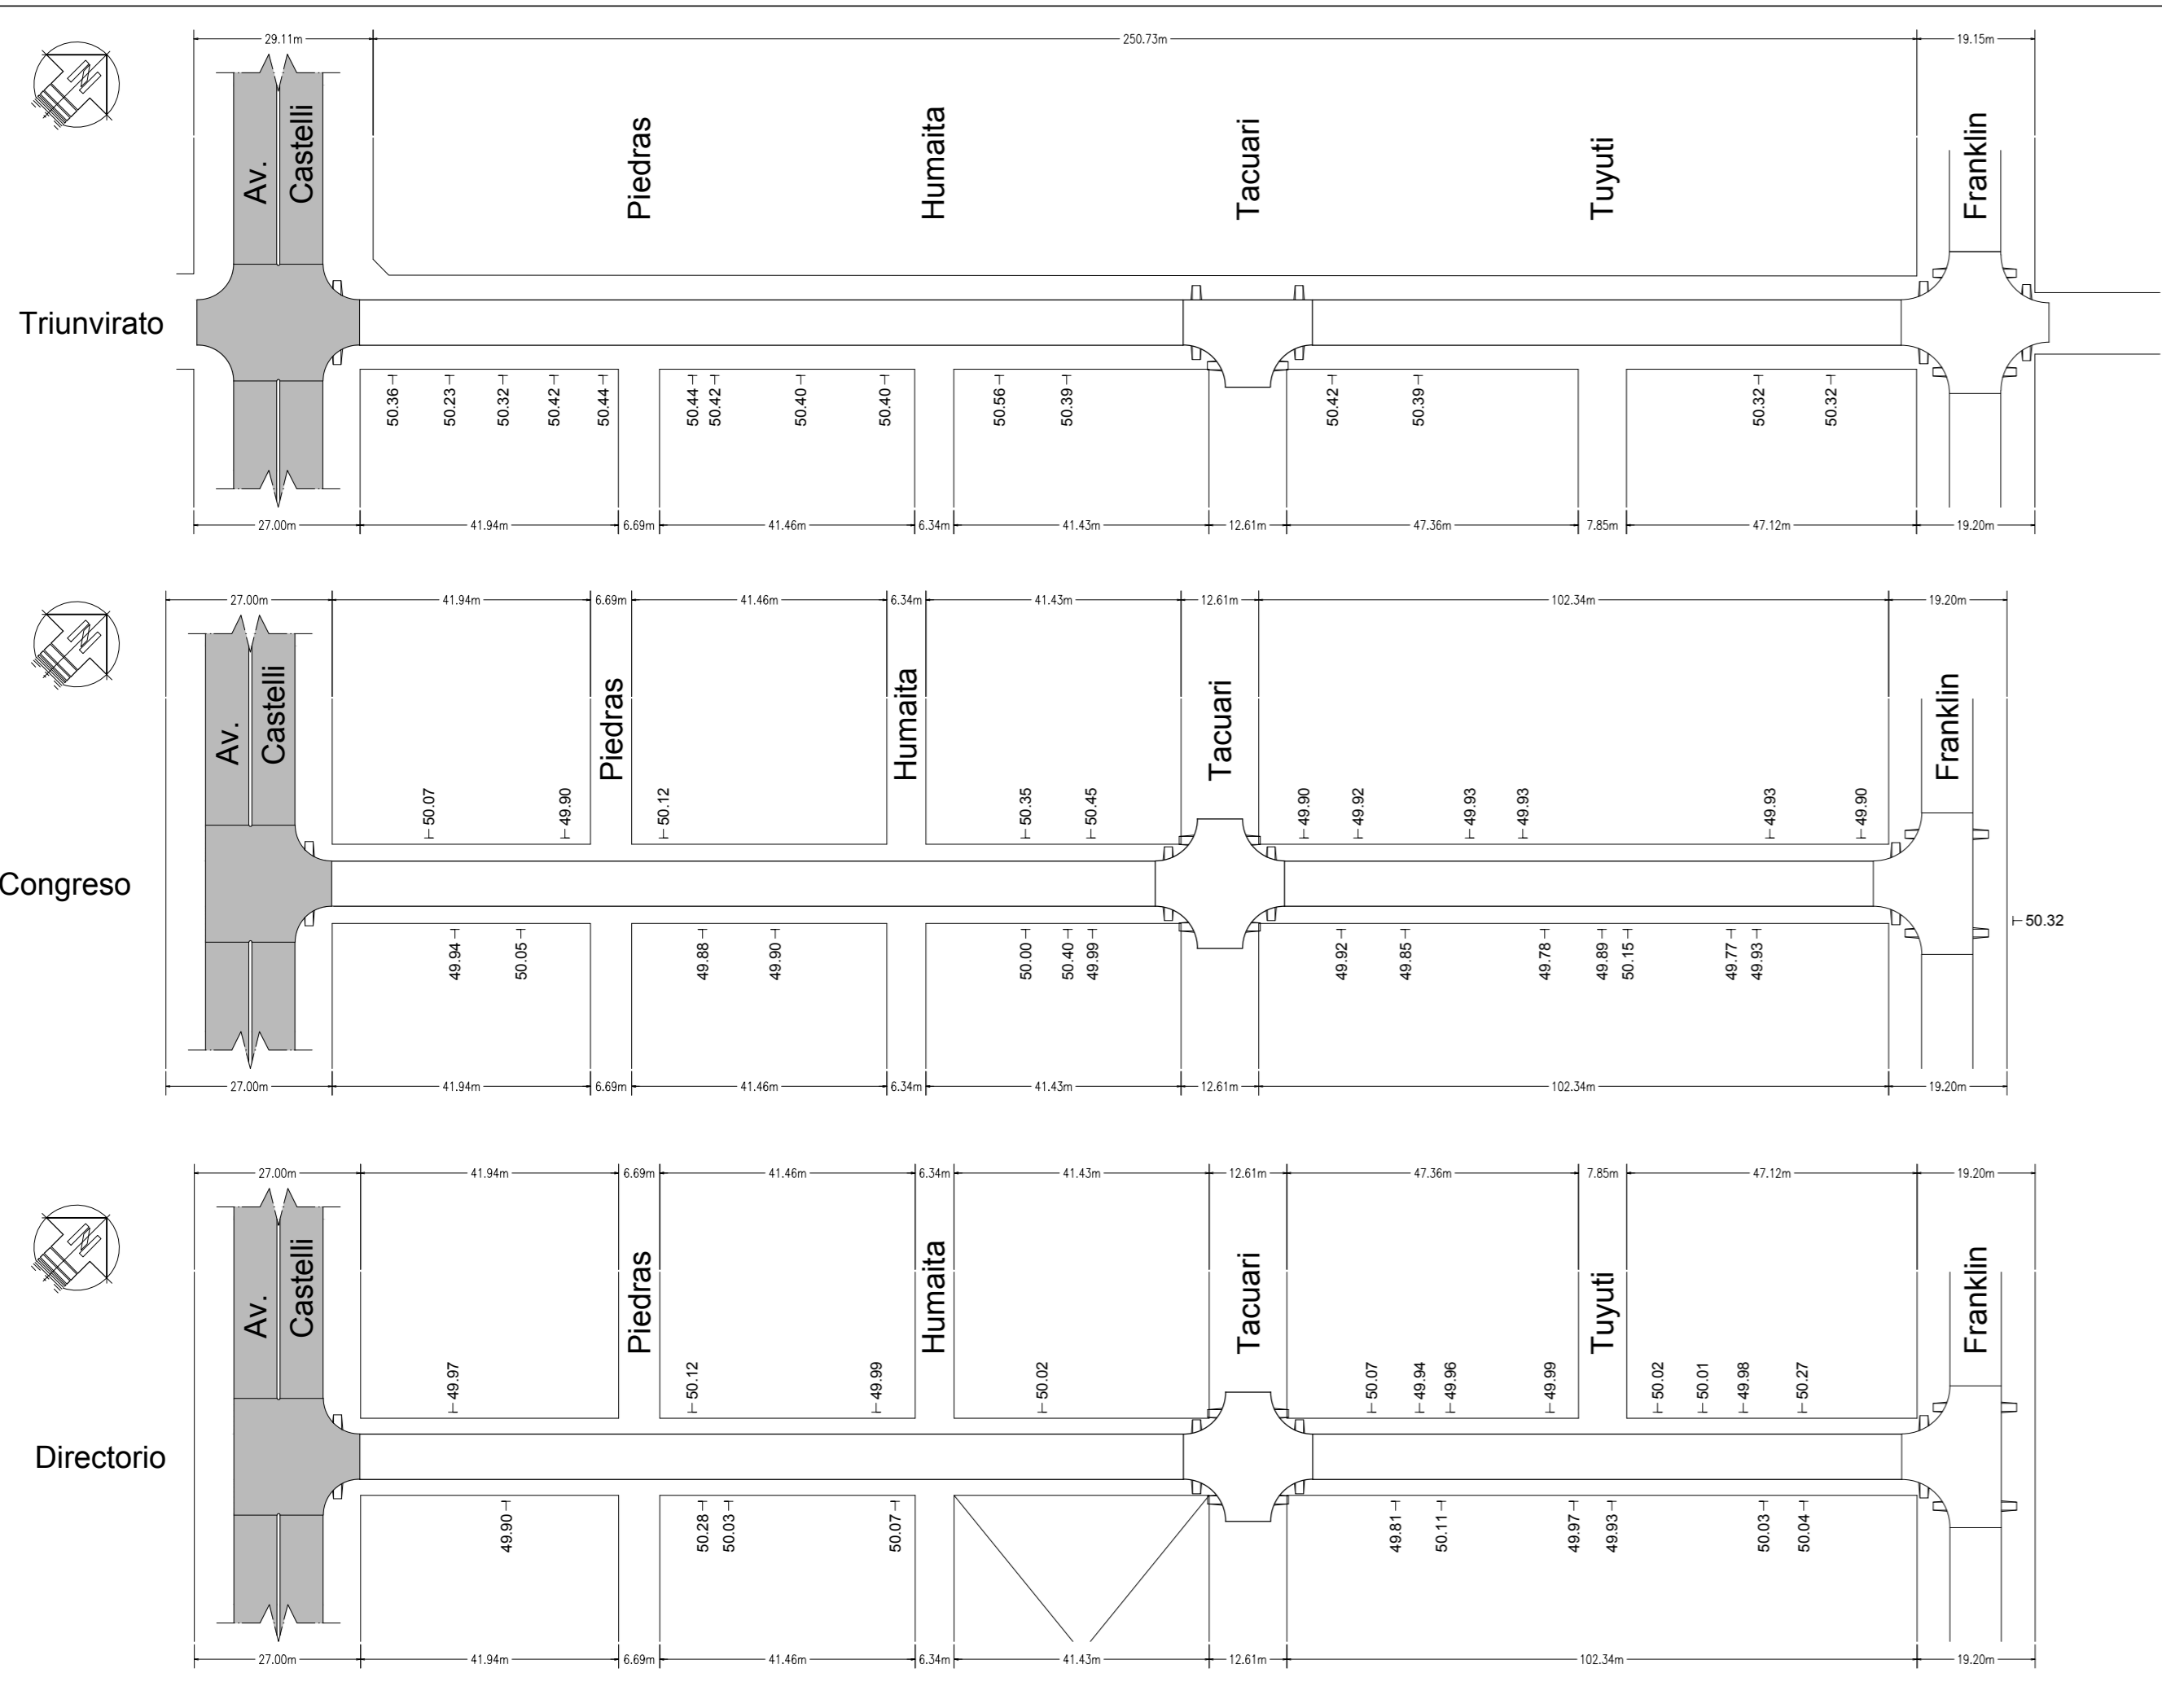 29.11m 250.73m 19.15m
N
Av. Castelli Piedras Humaita Tacuari Tuyuti Franklin
Triunvirato
50.36 50.23 50.32 50.42 50.44 50.44 50.42 50.40 50.40 50.56 50.39 50.42 50.39 50.32 50.32
27.00m 41.94m 6.69m 41.46m 6.34m 41.43m 12.61m 47.36m 7.85m 47.12m 19.20m
27.00m 41.94m 6.69m 41.46m 6.34m 41.43m 12.61m 102.34m 19.20m
N
Av. Castelli Piedras Humaita Tacuari Franklin
50.07 49.90 50.12 50.35 50.45 49.90 49.92 49.93 49.93 49.93 49.90
Congreso
50.32
49.94 50.05 49.88 49.90 50.00 50.40 49.99 49.92 49.85 49.78 49.89 50.15 49.77 49.93
27.00m 41.94m 6.69m 41.46m 6.34m 41.43m 12.61m 102.34m 19.20m
27.00m 41.94m 6.69m 41.46m 6.34m 41.43m 12.61m 47.36m 7.85m 47.12m 19.20m
N
Av. Castelli Piedras Humaita Tacuari Tuyuti Franklin
49.97 50.12 49.99 50.02 50.07 49.94 49.96 49.99 50.02 50.01 49.98 50.27
Directorio
49.90 50.28 50.03 50.07 49.81 50.11 49.97 49.93 50.03 50.04
27.00m 41.94m 6.69m 41.46m 6.34m 41.43m 12.61m 102.34m 19.20m